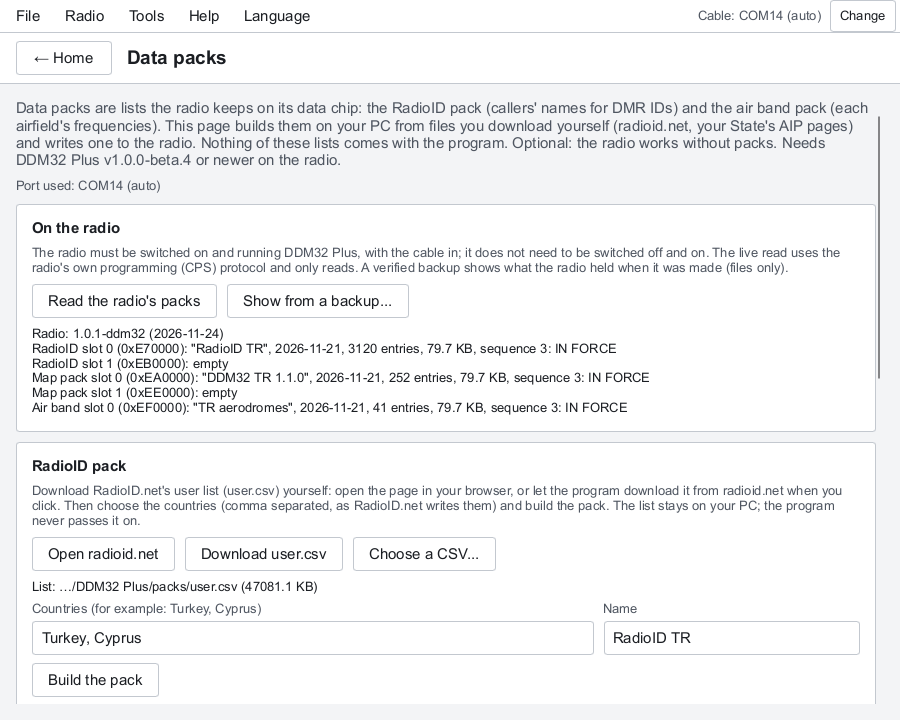 File Radio Tools Help Language Cable: COM14 (auto) Change
← Home Data packs
Data packs are lists the radio keeps on its data chip: the RadioID pack (callers' names for DMR IDs) and the air band pack (each
airfield's frequencies). This page builds them on your PC from files you download yourself (radioid.net, your State's AIP pages)
and writes one to the radio. Nothing of these lists comes with the program. Optional: the radio works without packs. Needs
DDM32 Plus v1.0.0-beta.4 or newer on the radio.
Port used: COM14 (auto)
On the radio
The radio must be switched on and running DDM32 Plus, with the cable in; it does not need to be switched off and on. The live read uses the
radio's own programming (CPS) protocol and only reads. A verified backup shows what the radio held when it was made (files only).
Read the radio's packs Show from a backup...
Radio: 1.0.1-ddm32 (2026-11-24)
RadioID slot 0 (0xE70000): "RadioID TR", 2026-11-21, 3120 entries, 79.7 KB, sequence 3: IN FORCE
RadioID slot 1 (0xEB0000): empty
Map pack slot 0 (0xEA0000): "DDM32 TR 1.1.0", 2026-11-21, 252 entries, 79.7 KB, sequence 3: IN FORCE
Map pack slot 1 (0xEE0000): empty
Air band slot 0 (0xEF0000): "TR aerodromes", 2026-11-21, 41 entries, 79.7 KB, sequence 3: IN FORCE
RadioID pack
Download RadioID.net's user list (user.csv) yourself: open the page in your browser, or let the program download it from radioid.net when you
click. Then choose the countries (comma separated, as RadioID.net writes them) and build the pack. The list stays on your PC; the program
never passes it on.
Open radioid.net Download user.csv Choose a CSV...
List: …/DDM32 Plus/packs/user.csv (47081.1 KB)
Countries (for example: Turkey, Cyprus) Name
Turkey, Cyprus RadioID TR
Build the pack